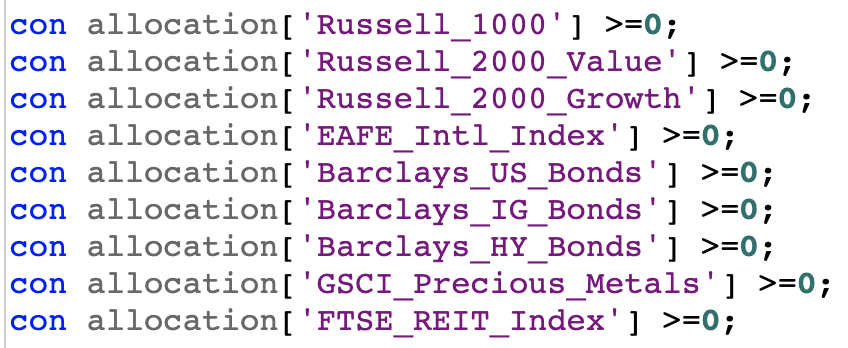 con allocation['Russell_1000'] >=0;
con allocation['Russell_2000_Value'] >=0;
con allocation['Russell_2000_Growth'] >=0;
con allocation['EAFE_Intl_Index'] >=0;
con allocation['Barclays_US_Bonds'] >=0;
con allocation['Barclays_IG_Bonds'] >=0;
con allocation['Barclays_HY_Bonds'] >=0;
con allocation['GSCI_Precious_Metals'] >=0;
con allocation['FTSE_REIT_Index'] >=0;